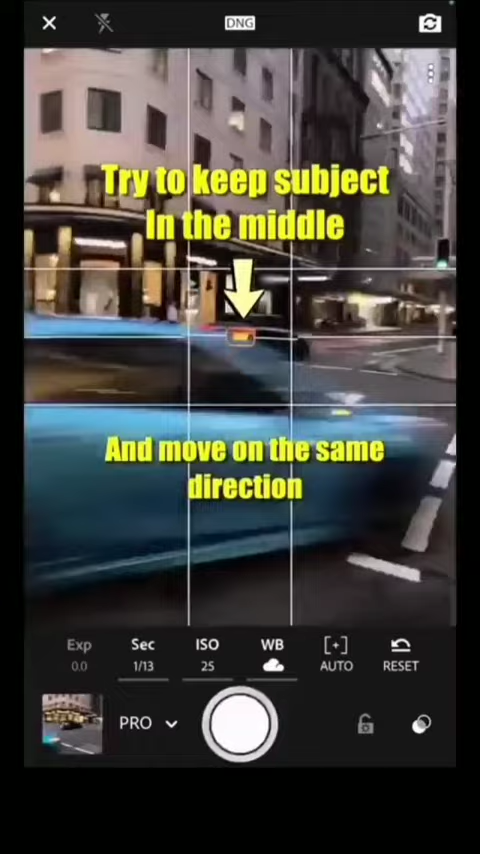 DNG
Try to keep subject
In the middle
And move on the same
direction
Exp Sec ISO WB
0.0 1/13 25 AUTO RESET
PRO